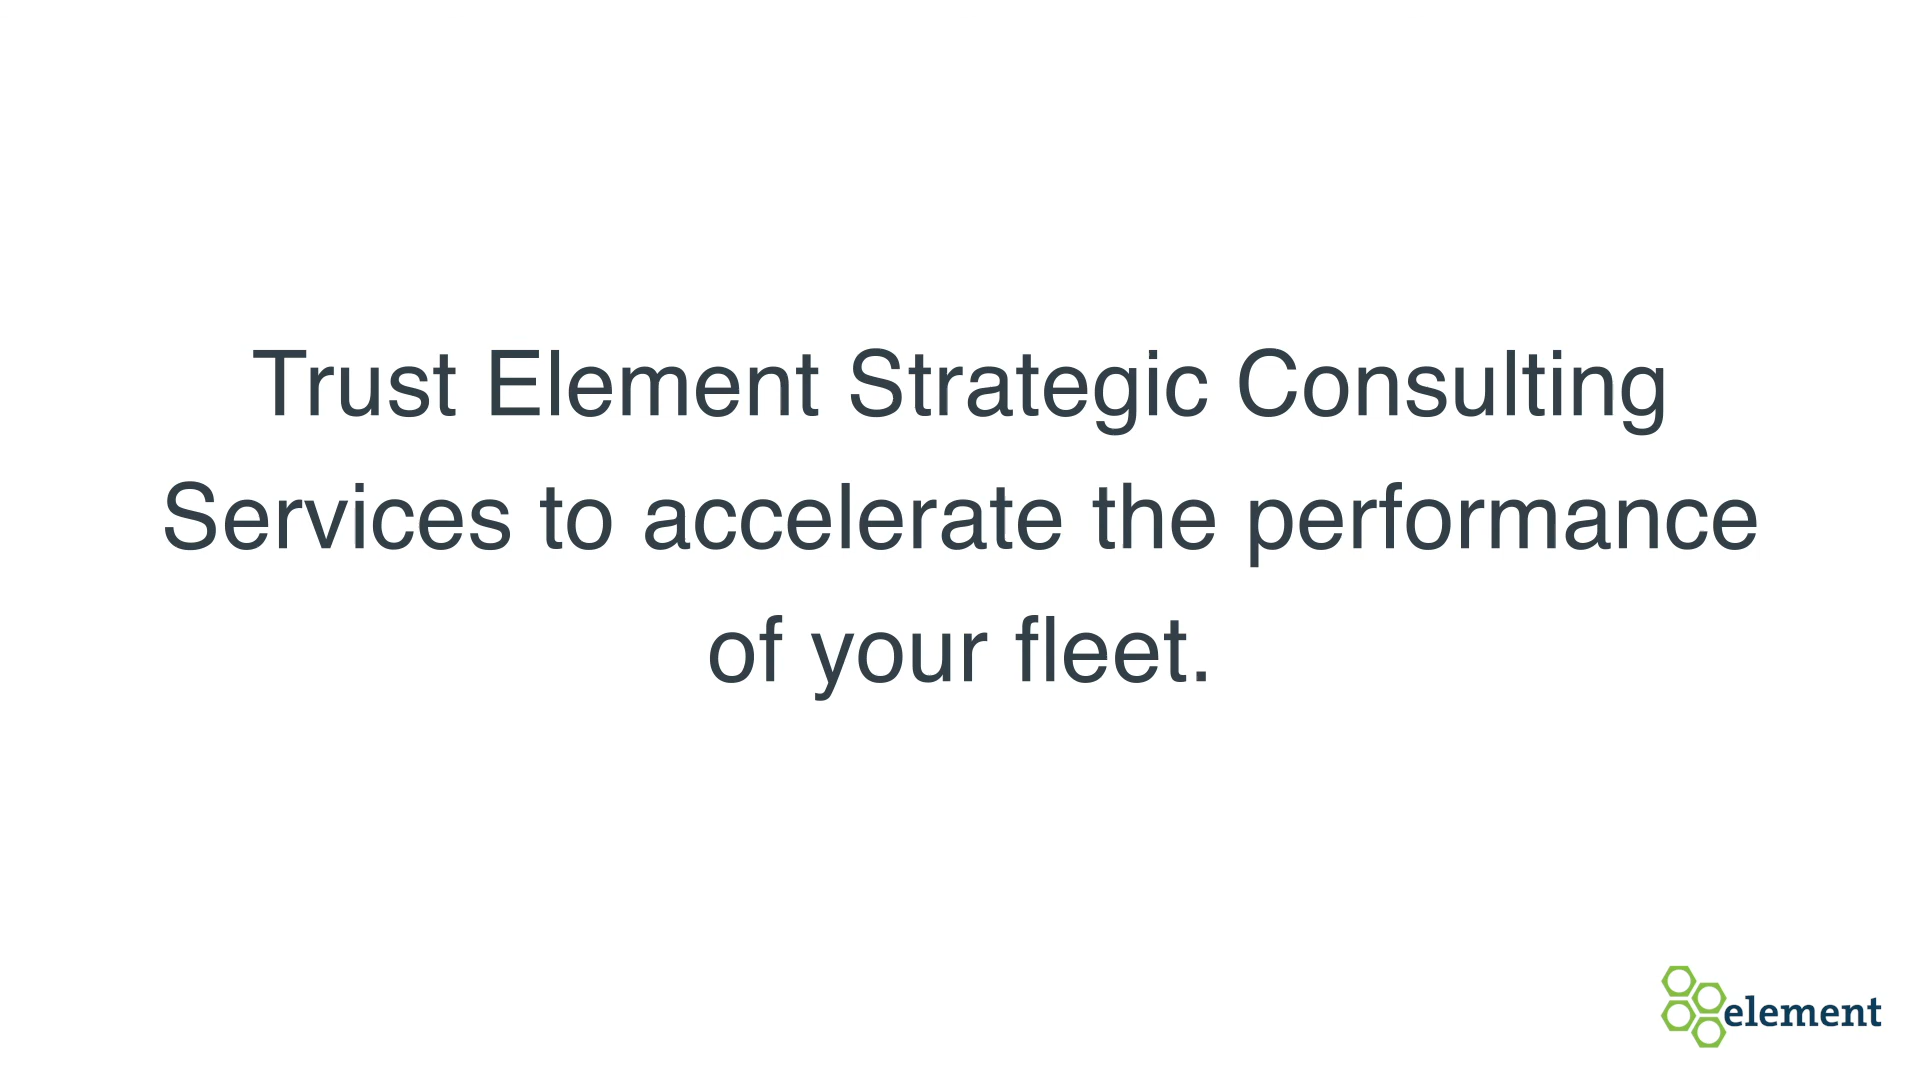 Trust Element Strategic Consulting
Services to accelerate the performance
of your fleet.
element